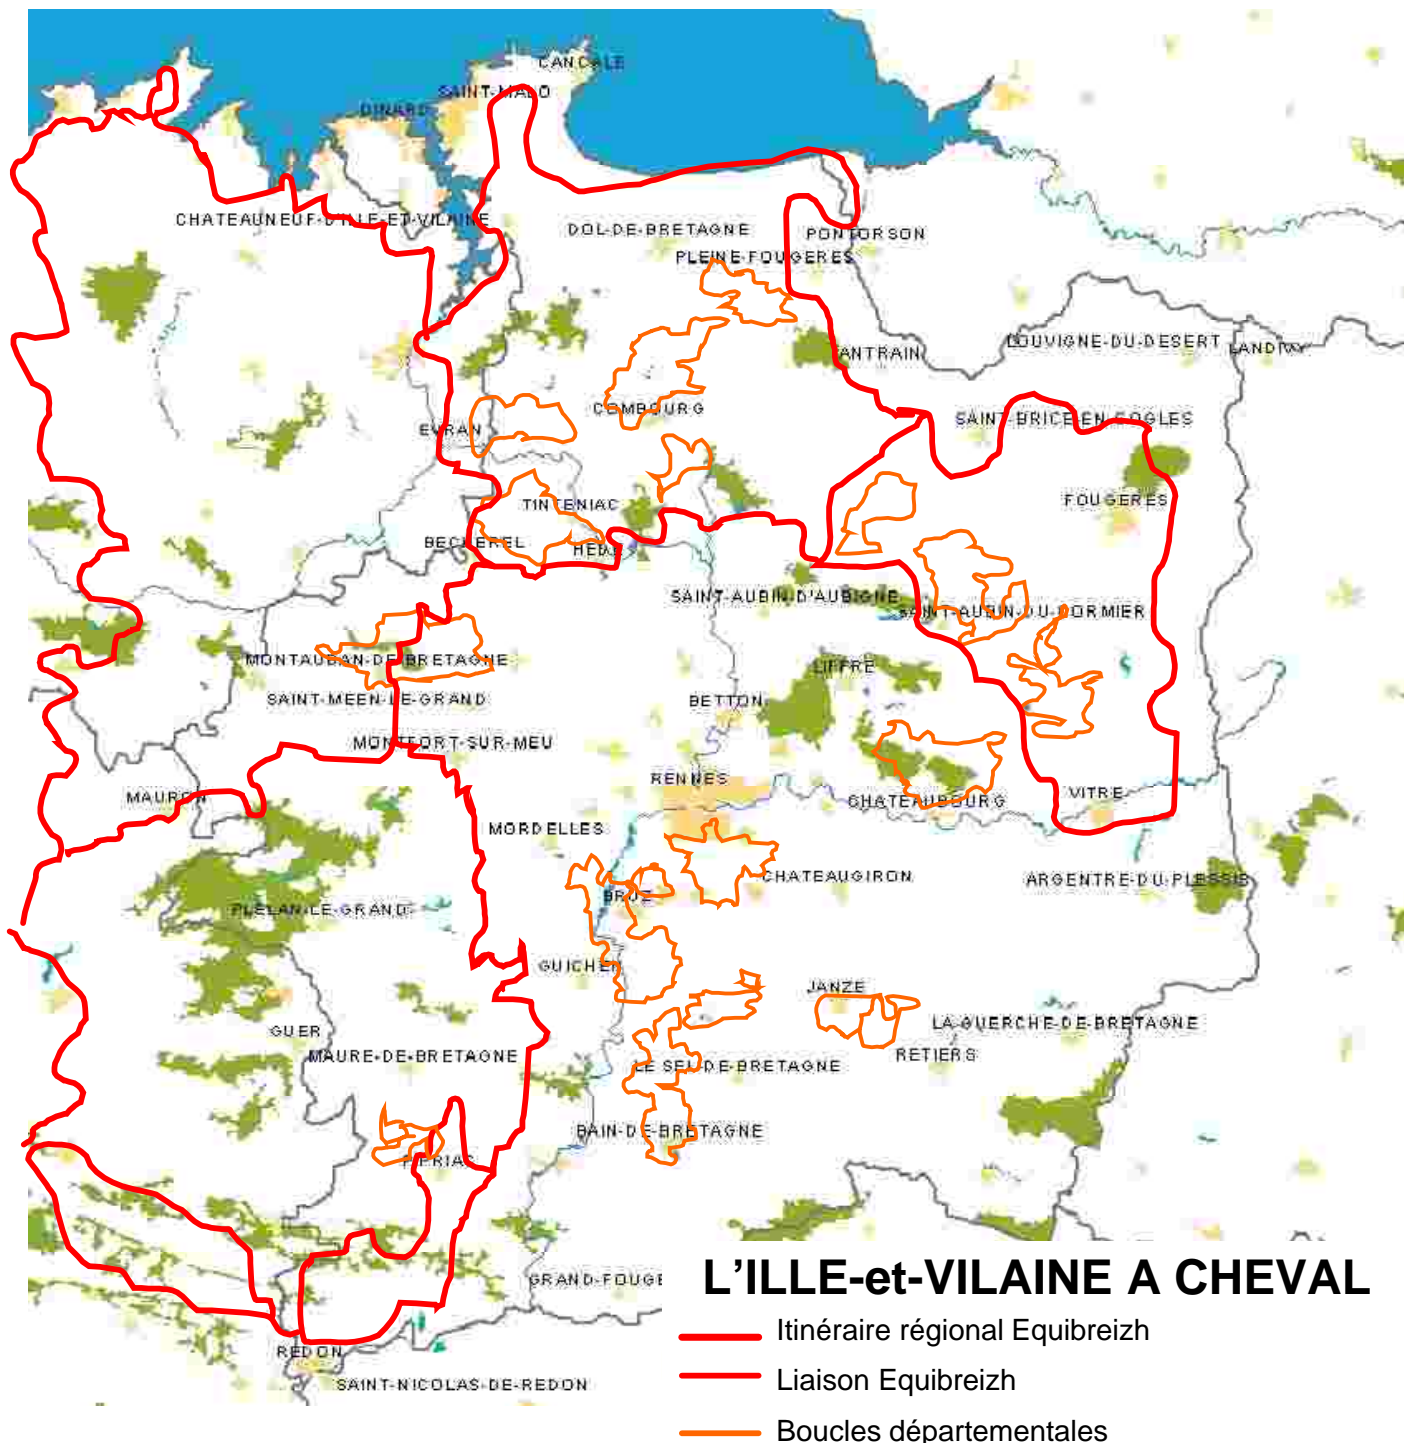 CANCALE
SAINT-MALO
DINARD
CHATEAUNEUF-D'ILLE-ET-VILAINE
DOL-DE-BRETAGNE
PONTORSON
PLEINE-FOUGERES
LOUVIGNE-DU-DESERT
LANDIVY
ANTRAIN
COMBOURG
SAINT-BRICE-EN-COGLES
EVRAN
FOUGERES
TINTENIAC
BECHEREL
HEDE
SAINT-AUBIN-D'AUBIGNE
SAINT-AUBIN-DU-CORMIER
MONTAUBAN-DE-BRETAGNE
LIFFRE
SAINT-MEEN-LE-GRAND
BETTON
MONTFORT-SUR-MEU
RENNES
MAURON
CHATEAUBOURG
VITRE
MORDELLES
CHATEAUGIRON
ARGENTRE-DU-PLESSIS
BRUZ
PLELAN-LE-GRAND
GUICHEN
JANZE
GUER
LA-GUERCHE-DE-BRETAGNE
MAURE-DE-BRETAGNE
RETIERS
LE SEL-DE-BRETAGNE
BAIN-DE-BRETAGNE
PIPRIAC
GRAND-FOUGE
L'ILLE-et-VILAINE A CHEVAL
Itinéraire régional Equibreizh
REDON
Liaison Equibreizh
SAINT-NICOLAS-DE-REDON
Boucles départementales